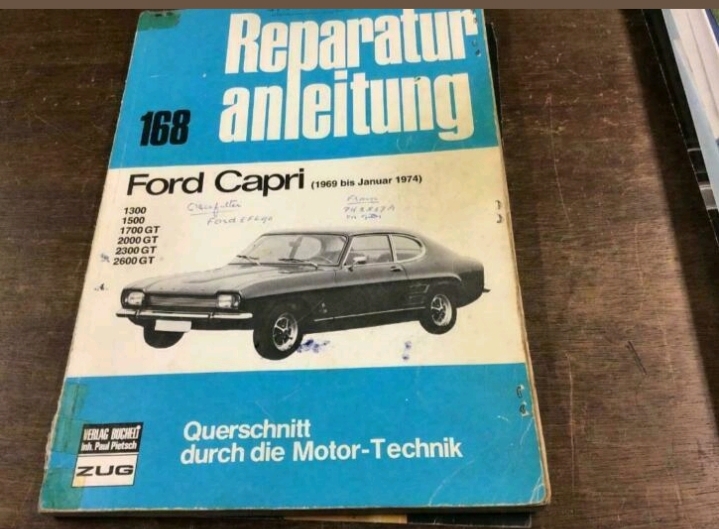 Reparatur
anleitung
168
Ford Capri (1969 bis Januar 1974)
1300
1500
1700 GT
2000 GT
2300 GT
2600 GT
Ford
VERLAG BUCHELI
Inh. Paul Pietsch
ZUG
Querschnitt
durch die Motor-Technik